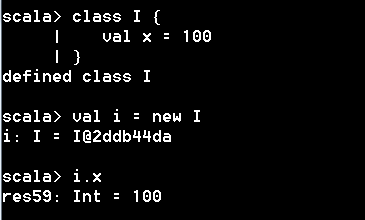 scala> class I {
     |    val x = 100
     | }
defined class I
scala> val i = new I
i: I = I@2ddb44da
scala> i.x
res59: Int = 100